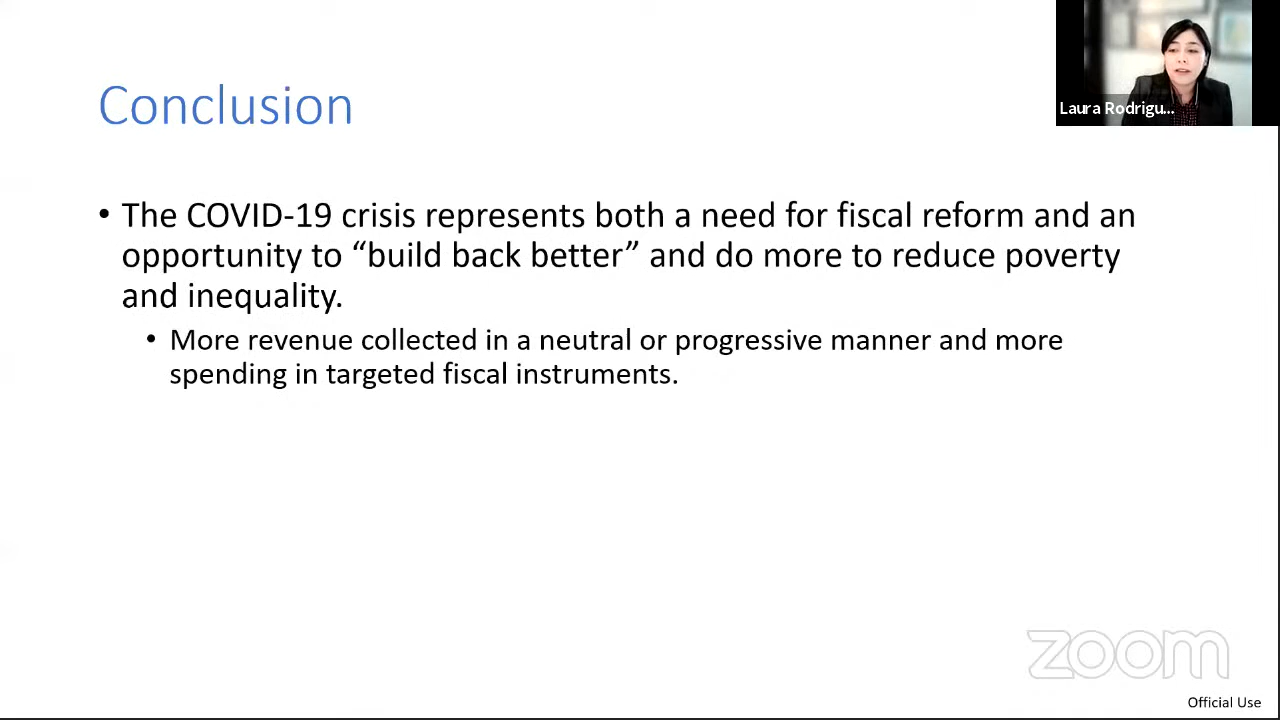 Conclusion
Laura Rodrigu...
• The COVID-19 crisis represents both a need for fiscal reform and an
opportunity to “build back better” and do more to reduce poverty
and inequality.
• More revenue collected in a neutral or progressive manner and more
spending in targeted fiscal instruments.
zoom
Official Use